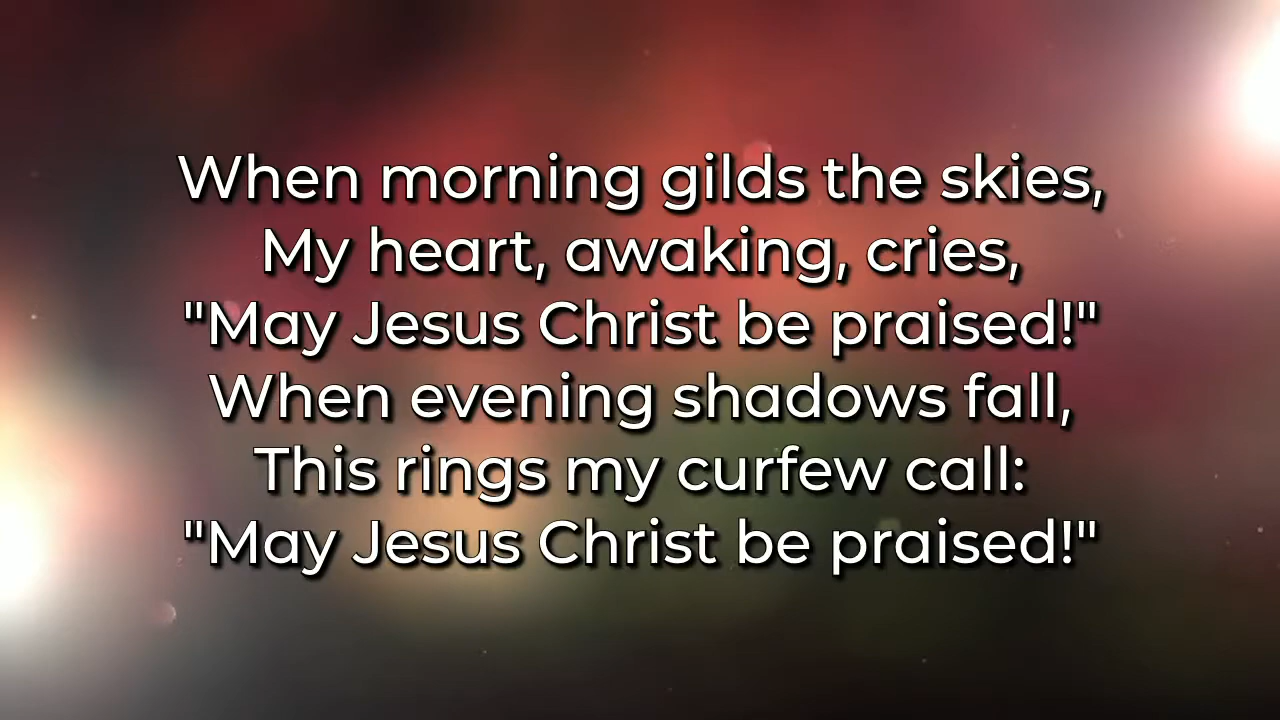 When morning gilds the skies,
My heart, awaking, cries,
"May Jesus Christ be praised!"
When evening shadows fall,
This rings my curfew call:
"May Jesus Christ be praised!"